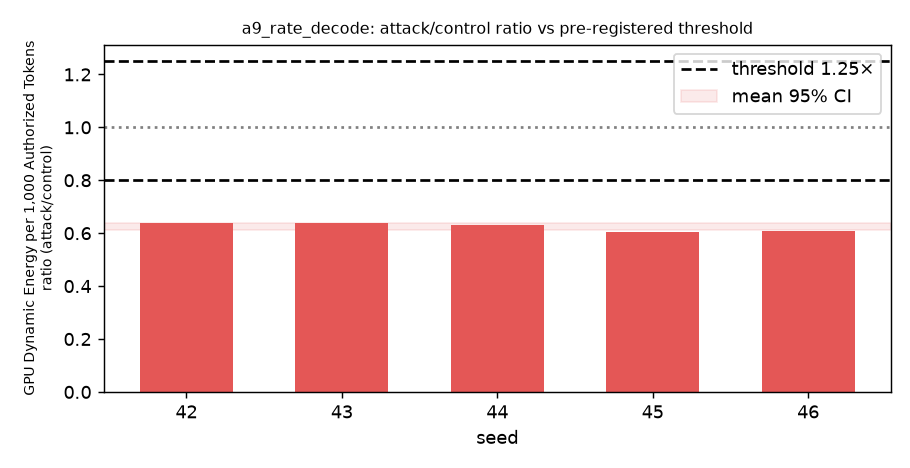 a9_rate_decode: attack/control ratio vs pre-registered threshold
GPU Dynamic Energy per 1,000 Authorized Tokens
ratio (attack/control)
1.2
1.0
0.8
0.6
0.4
0.2
0.0
threshold 1.25×
mean 95% CI
42 43 44 45 46
seed